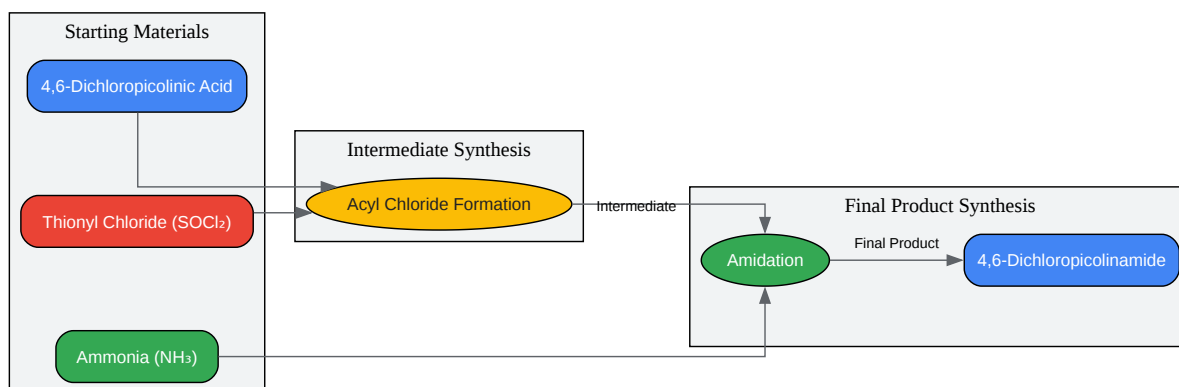 Starting Materials
4,6-Dichloropicolinic Acid
Thionyl Chloride (SOCl₂)
Ammonia (NH₃)
Intermediate Synthesis
Acyl Chloride Formation
Intermediate
Final Product Synthesis
Amidation
Final Product
4,6-Dichloropicolinamide